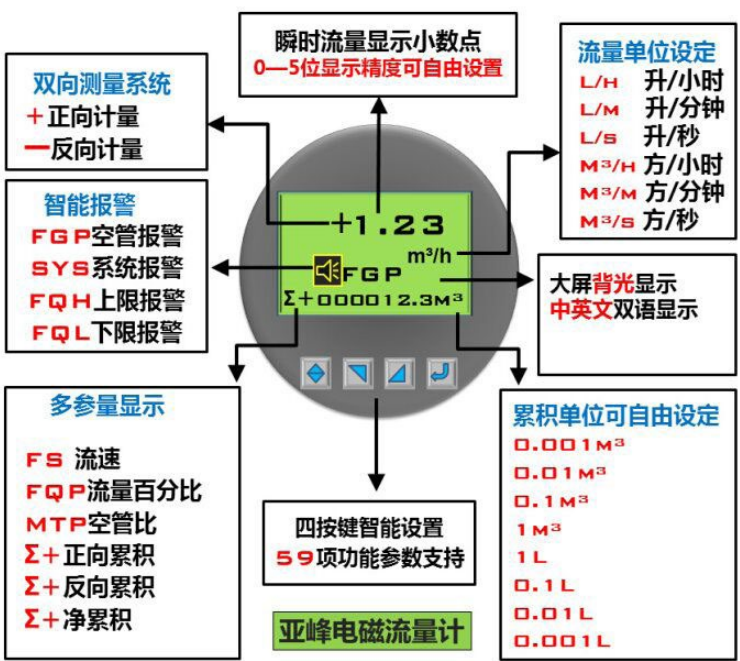 瞬时流量显示小数点
0—5位显示精度可自由设置
双向测量系统
+正向计量
—反向计量
流量单位设定
L/H 升/小时
L/M 升/分钟
L/S 升/秒
M³/H 方/小时
M³/M 方/分钟
M³/S 方/秒
智能报警
FGP空管报警
SYS系统报警
FQH上限报警
FQL下限报警
+1.23
m³/h
FGP
Σ+000012.3M³
大屏背光显示
中英文双语显示
多参量显示
FS 流速
FQP流量百分比
MTP空管比
Σ+正向累积
Σ+反向累积
Σ+净累积
四按键智能设置
59项功能参数支持
累积单位可自由设定
0.001M³
0.01M³
0.1M³
1M³
1L
0.1L
0.01L
0.001L
亚峰电磁流量计